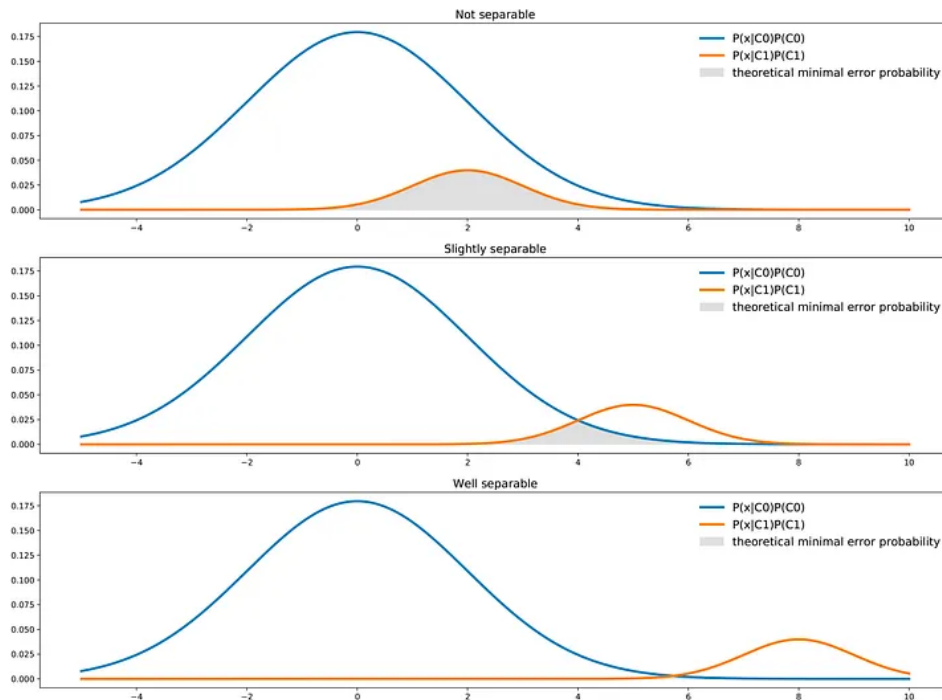 Not separable
P(x|C0)P(C0)
P(x|C1)P(C1)
theoretical minimal error probability
0.175
0.150
0.125
0.100
0.075
0.050
0.025
0.000
−4 −2 0 2 4 6 8 10
Slightly separable
P(x|C0)P(C0)
P(x|C1)P(C1)
theoretical minimal error probability
0.175
0.150
0.125
0.100
0.075
0.050
0.025
0.000
−4 −2 0 2 4 6 8 10
Well separable
P(x|C0)P(C0)
P(x|C1)P(C1)
theoretical minimal error probability
0.175
0.150
0.125
0.100
0.075
0.050
0.025
0.000
−4 −2 0 2 4 6 8 10